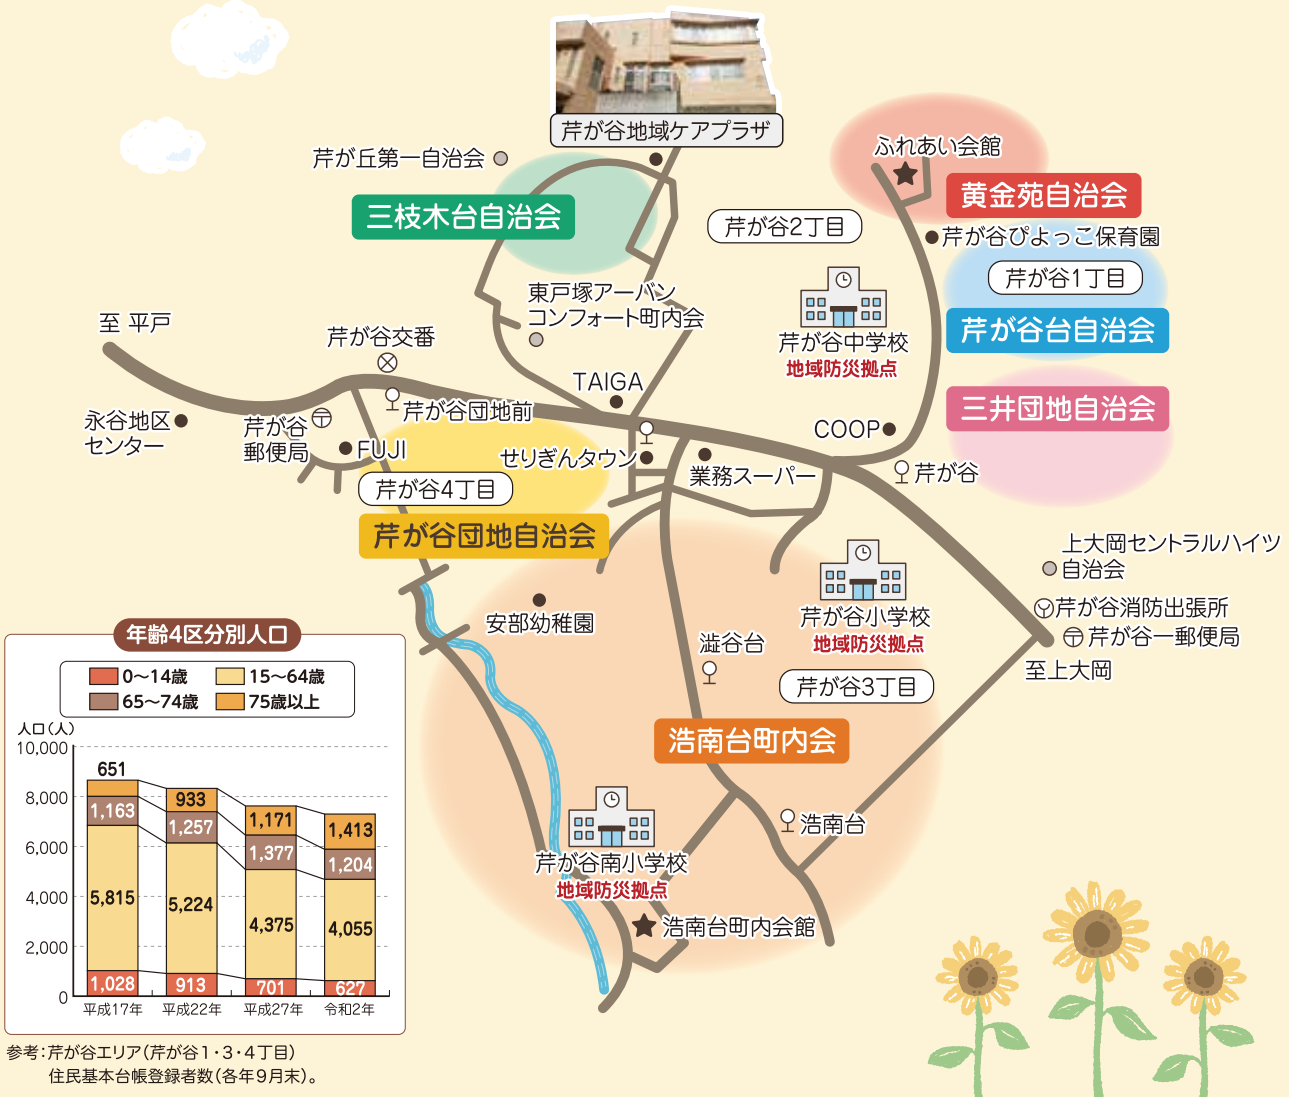 芹が谷地域ケアプラザ
芹が丘第一自治会
三枝木台自治会
ふれあい会館
黄金苑自治会
芹が谷2丁目
芹が谷ぴよっこ保育園
芹が谷1丁目
東戸塚アーバン
コンフォート町内会
至 平戸
芹が谷交番
芹が谷中学校
地域防災拠点
芹が谷台自治会
TAIGA
三井団地自治会
永谷地区
センター
芹が谷
郵便局
芹が谷団地前
FUJI
せりぎんタウン
COOP
業務スーパー
芹が谷
芹が谷4丁目
芹が谷団地自治会
上大岡セントラルハイツ
自治会
安部幼稚園
芹が谷小学校
地域防災拠点
芹が谷消防出張所
芹が谷一郵便局
至上大岡
澁谷台
芹が谷3丁目
浩南台町内会
浩南台
芹が谷南小学校
地域防災拠点
浩南台町内会館
年齢4区分別人口
0〜14歳
15〜64歳
65〜74歳
75歳以上
人口(人)
10,000
8,000
6,000
4,000
2,000
0
651
1,163
5,815
1,028
933
1,257
5,224
913
1,171
1,377
4,375
701
1,413
1,204
4,055
627
平成17年
平成22年
平成27年
令和2年
参考:芹が谷エリア(芹が谷1・3・4丁目)
住民基本台帳登録者数(各年9月末)。